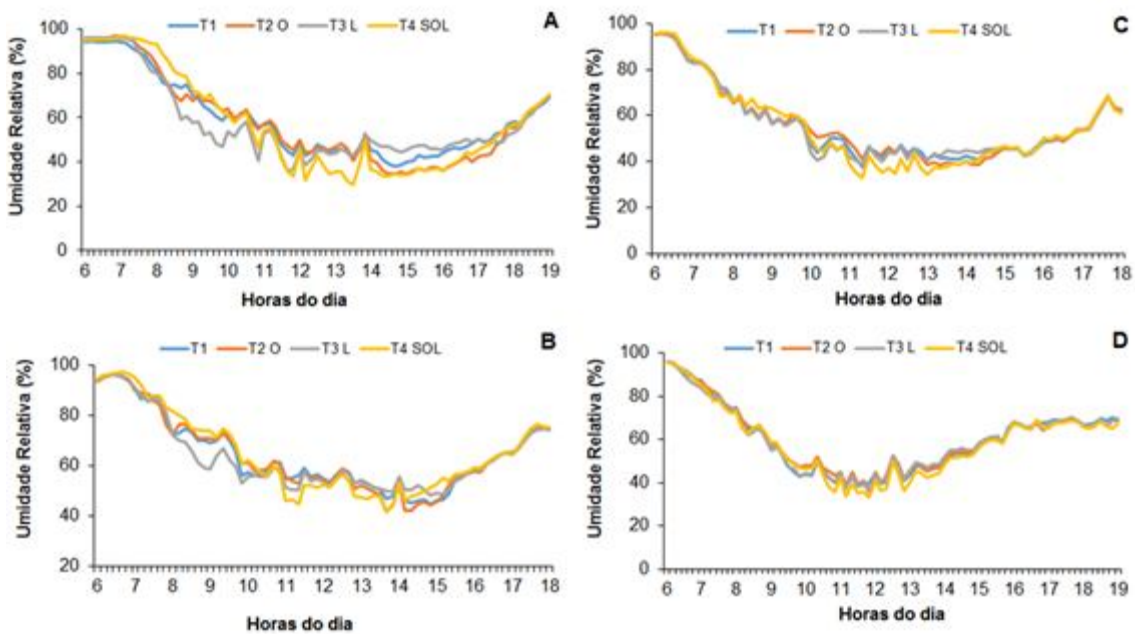 A
T1 T2 O T3 L T4 SOL
Umidade Relativa (%)
100
80
60
40
20
0
6 7 8 9 10 11 12 13 14 15 16 17 18 19
Horas do dia
C
T1 T2 O T3 L T4 SOL
Umidade Relativa (%)
100
80
60
40
20
0
6 7 8 9 10 11 12 13 14 15 16 17 18
Horas do dia
B
T1 T2 O T3 L T4 SOL
Umidade Relativa (%)
100
80
60
40
20
6 7 8 9 10 11 12 13 14 15 16 17 18
Horas do dia
D
T1 T2 O T3 L T4 SOL
Umidade Relativa (%)
100
80
60
40
20
0
6 7 8 9 10 11 12 13 14 15 16 17 18 19
Horas do dia